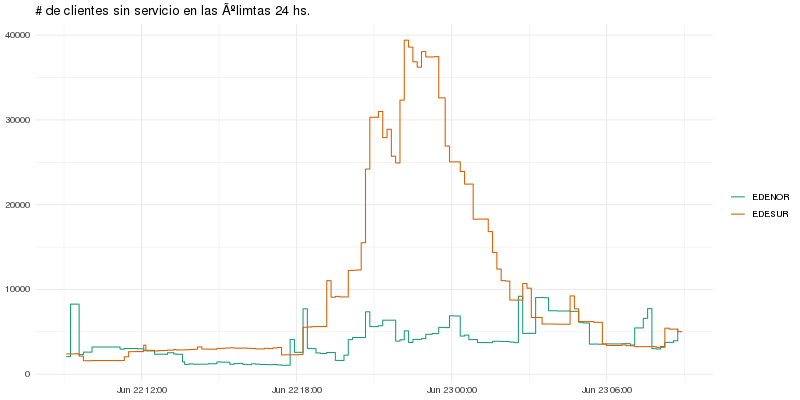 # de clientes sin servicio en las Ãºlimtas 24 hs.
40000
30000
20000
10000
0
Jun 22 12:00
Jun 22 18:00
Jun 23 00:00
Jun 23 06:00
EDENOR
EDESUR